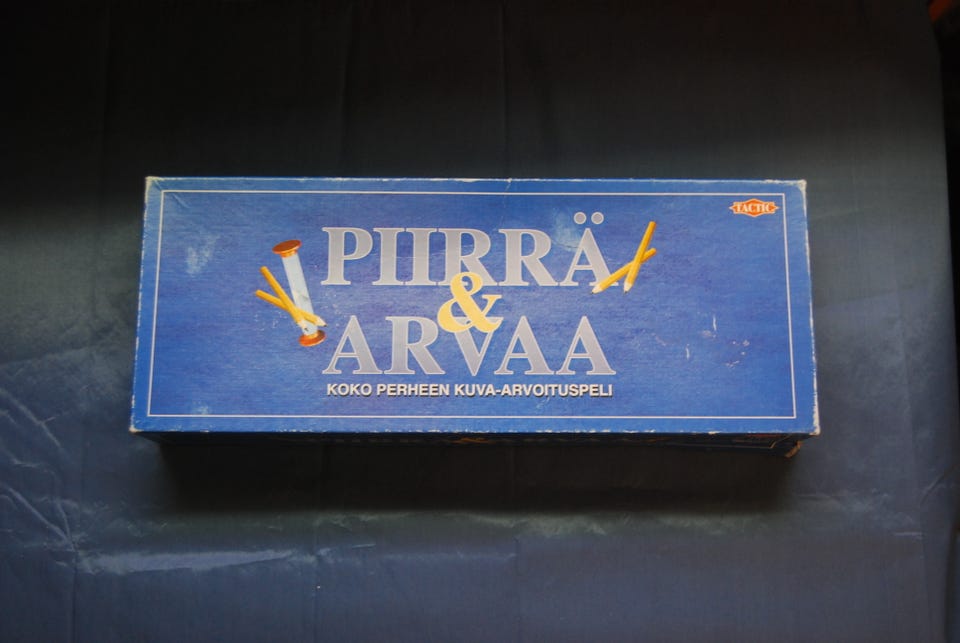 TACTIC
PIIRRÄ
&
ARVAA
KOKO PERHEEN KUVA-ARVOITUSPELI